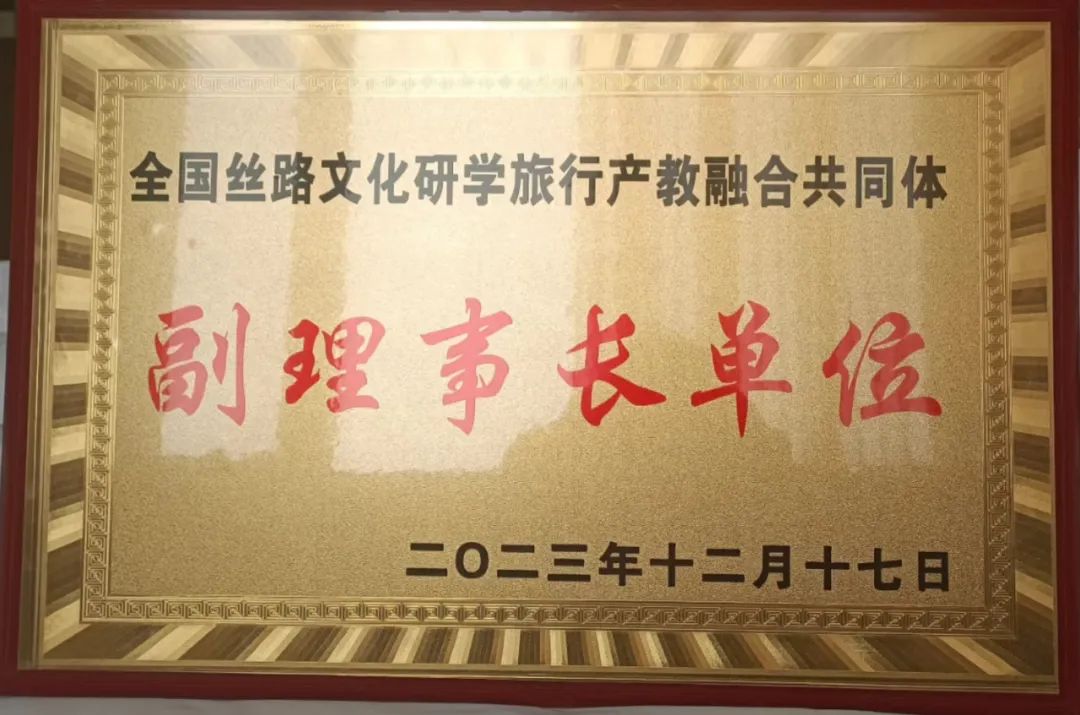 全国丝路文化研学旅行产教融合共同体
副理事长单位
二〇二三年十二月十七日